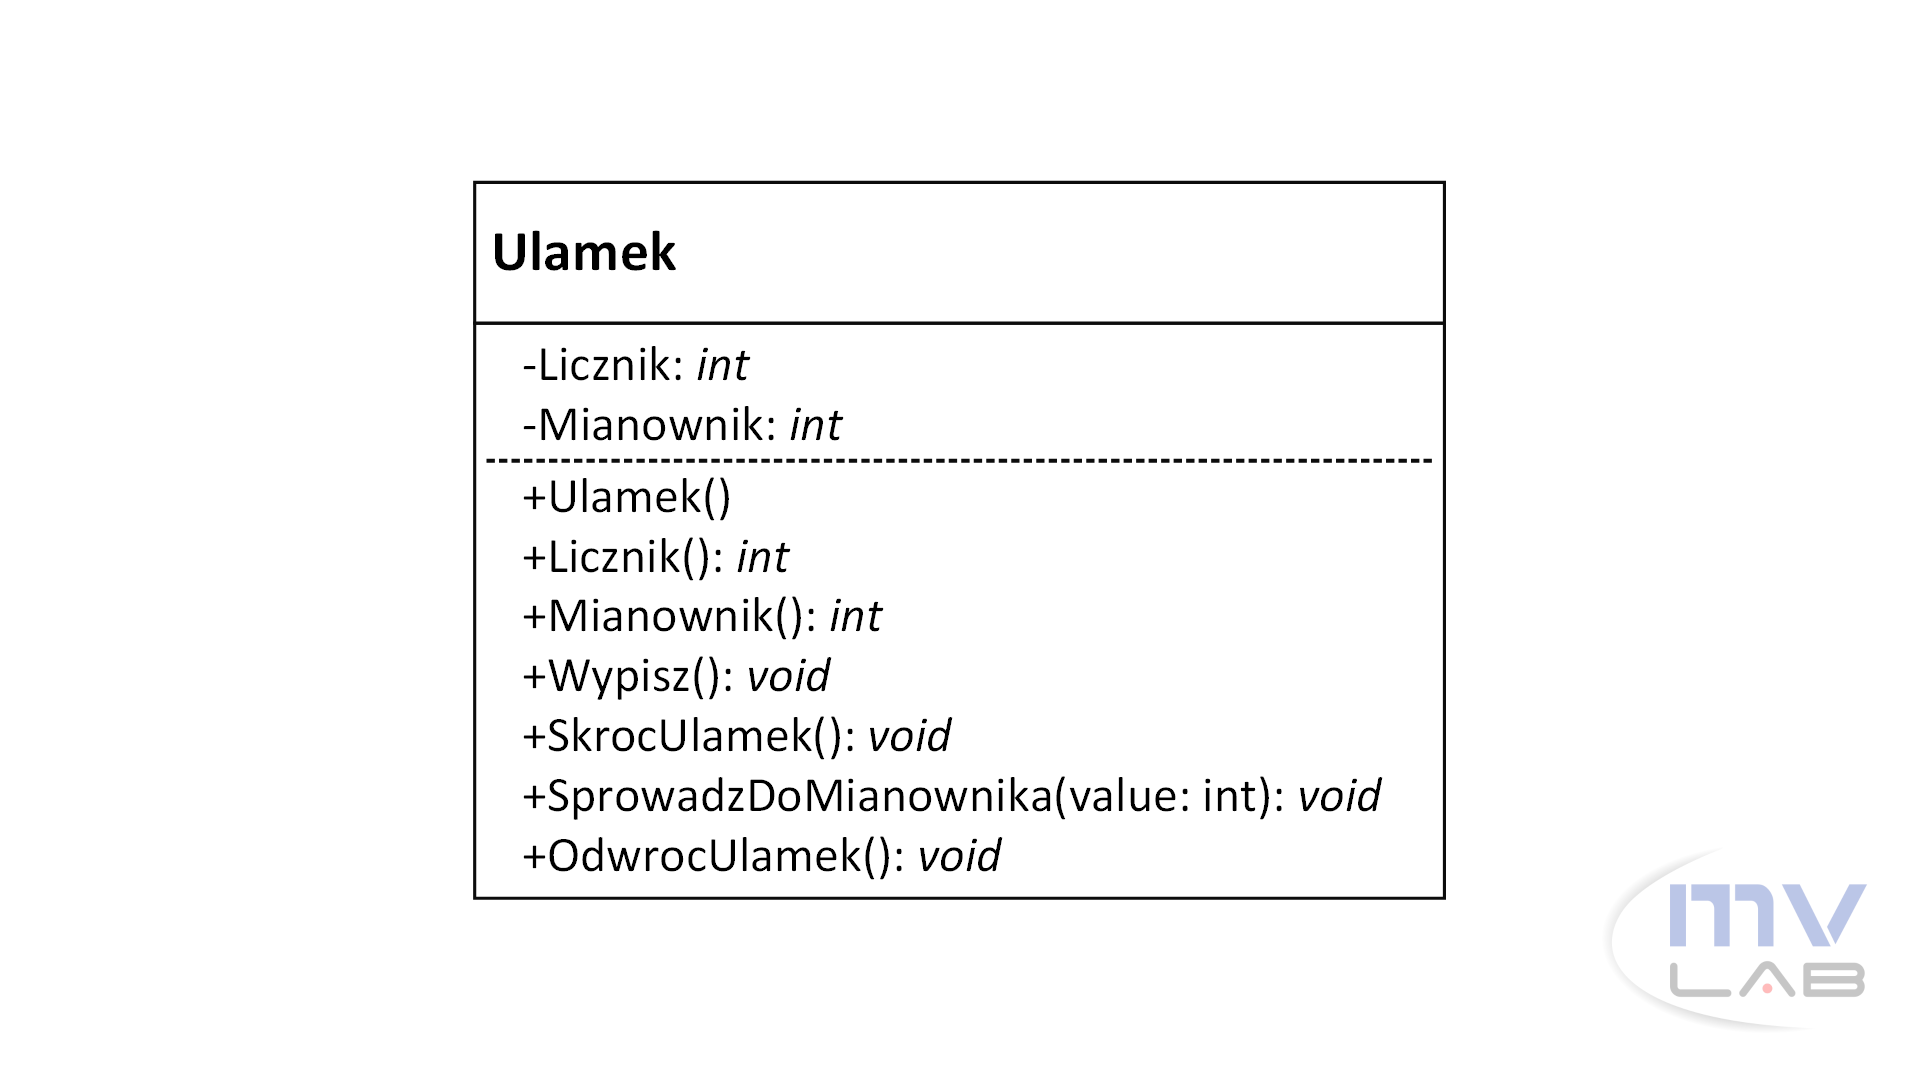 Ulamek
-Licznik: int
-Mianownik: int
+Ulamek()
+Licznik(): int
+Mianownik(): int
+Wypisz(): void
+SkrocUlamek(): void
+SprowadzDoMianownika(value: int): void
+OdwrocUlamek(): void
MV
LAB